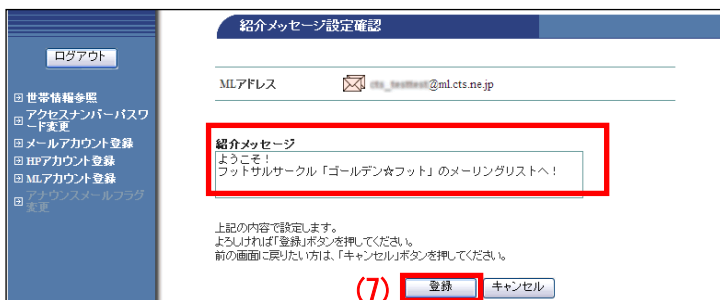 紹介メッセージ設定確認
ログアウト
MLアドレス
@ml.cts.ne.jp
世帯情報参照
アクセスナンバーパスワ
ード変更
メールアカウント登録
HPアカウント登録
MLアカウント登録
アナウンスメールフラグ
変更
紹介メッセージ
ようこそ！
フットサルサークル「ゴールデン☆フット」のメーリングリストへ！
上記の内容で設定します。
よろしければ「登録」ボタンを押してください。
前の画面に戻りたい方は、「キャンセル」ボタンを押してください。
(7) 登録 キャンセル